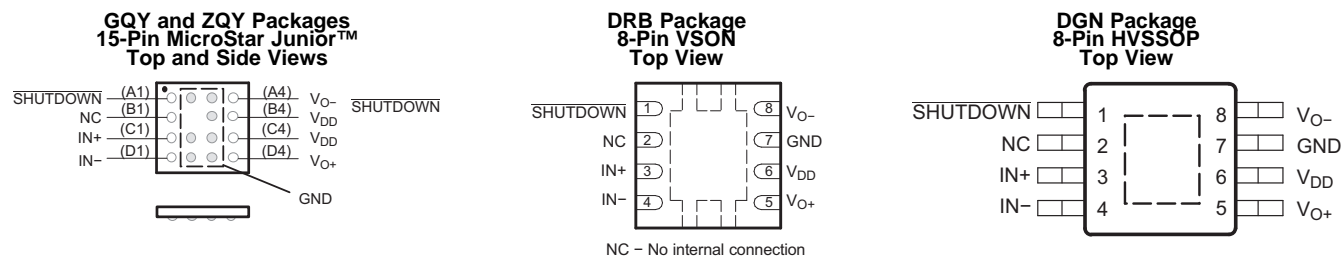 GQY and ZQY Packages
15-Pin MicroStar Junior™
Top and Side Views
SHUTDOWN (A1) (A4) VO−
NC (B1) (B4) VDD
IN+ (C1) (C4) VDD
IN− (D1) (D4) VO+
GND
SHUTDOWN
DRB Package
8-Pin VSON
Top View
SHUTDOWN 1 8 VO−
NC 2 7 GND
IN+ 3 6 VDD
IN− 4 5 VO+
NC − No internal connection
DGN Package
8-Pin HVSSOP
Top View
SHUTDOWN 1 8 VO−
NC 2 7 GND
IN+ 3 6 VDD
IN− 4 5 VO+